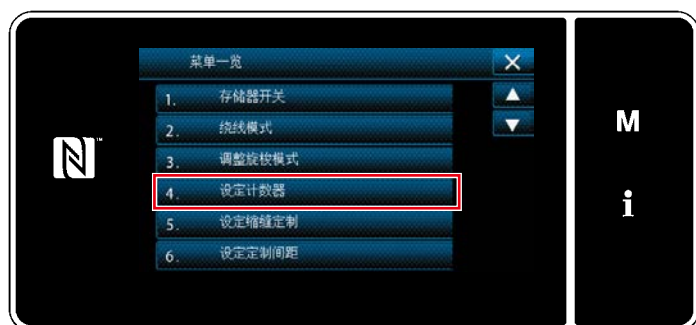 菜单一览
1. 存储器开关
2. 绕线模式
3. 调整旋梭模式
4. 设定计数器
5. 设定缩缝定制
6. 设定定制间距
M
i